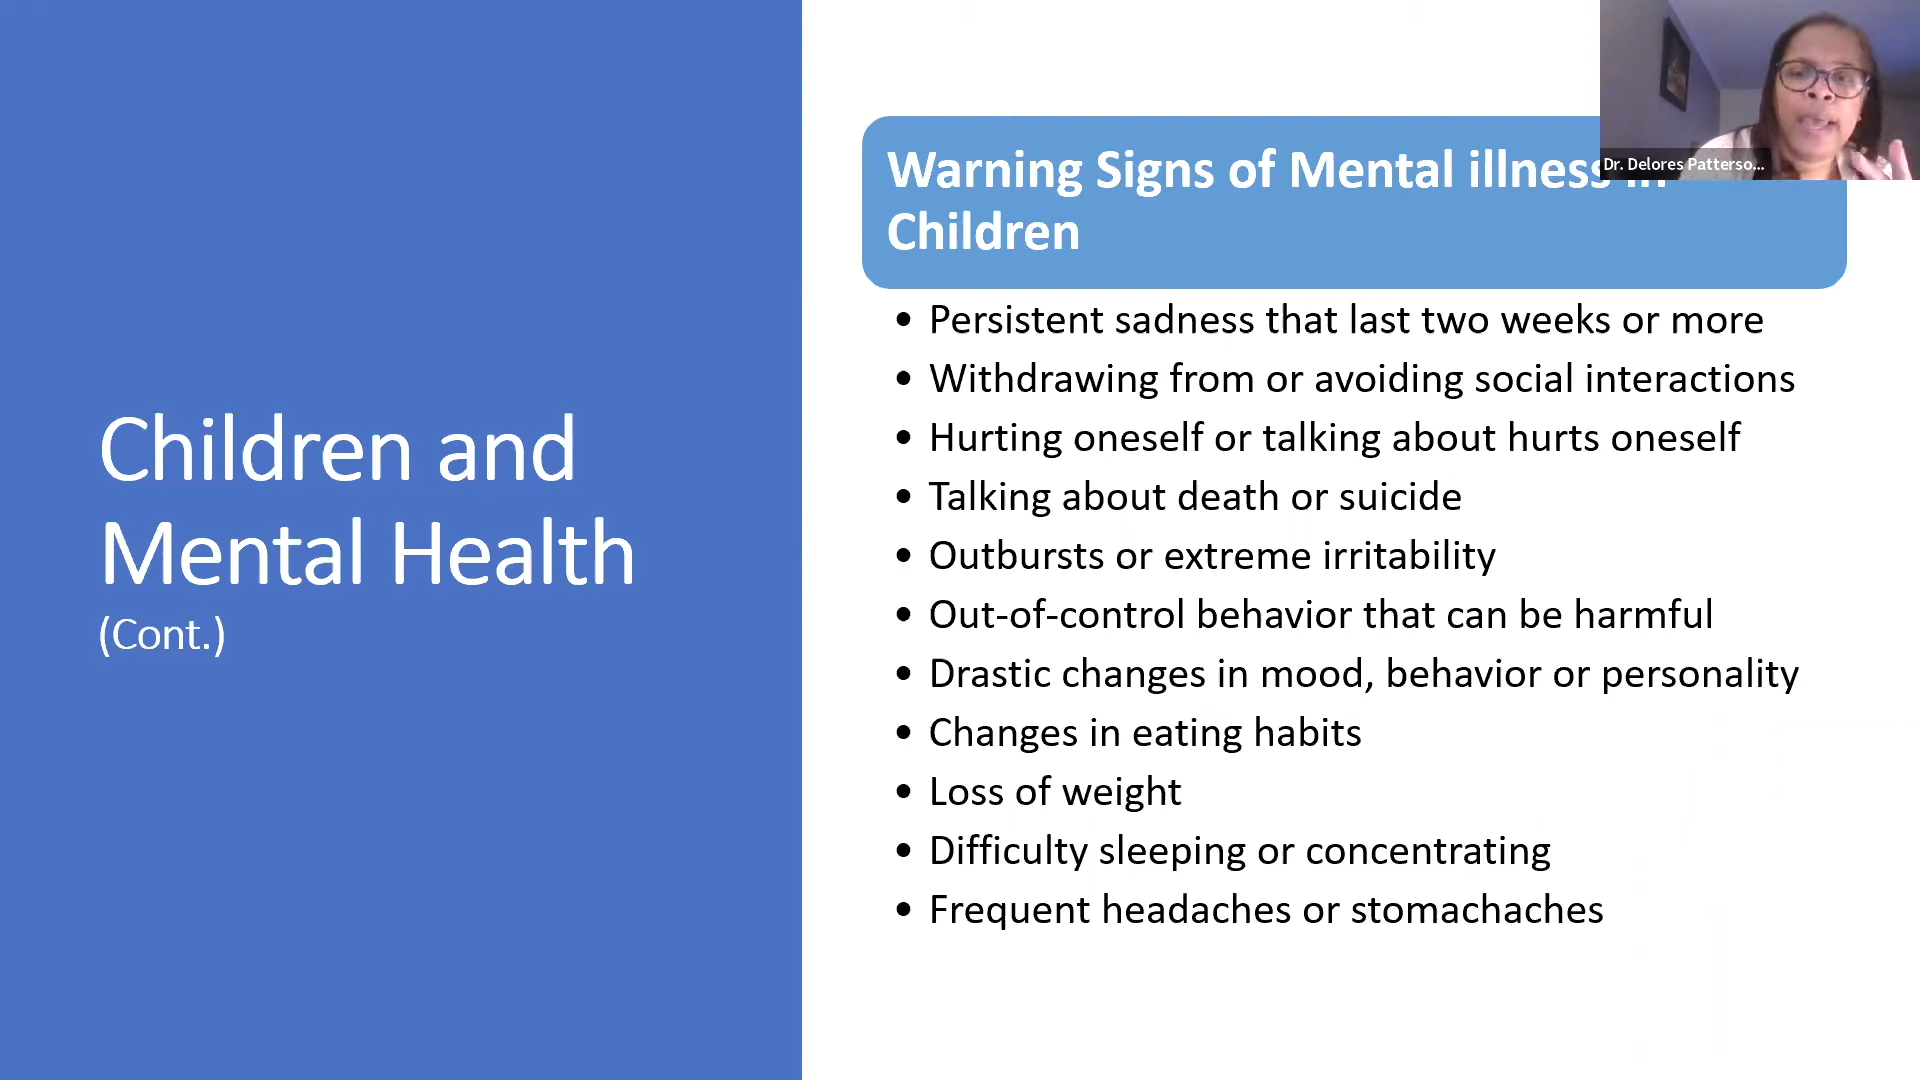 Children and
Mental Health
(Cont.)
Warning Signs of Mental illness in
Children
Dr. Delores Patterso...
• Persistent sadness that last two weeks or more
• Withdrawing from or avoiding social interactions
• Hurting oneself or talking about hurts oneself
• Talking about death or suicide
• Outbursts or extreme irritability
• Out-of-control behavior that can be harmful
• Drastic changes in mood, behavior or personality
• Changes in eating habits
• Loss of weight
• Difficulty sleeping or concentrating
• Frequent headaches or stomachaches